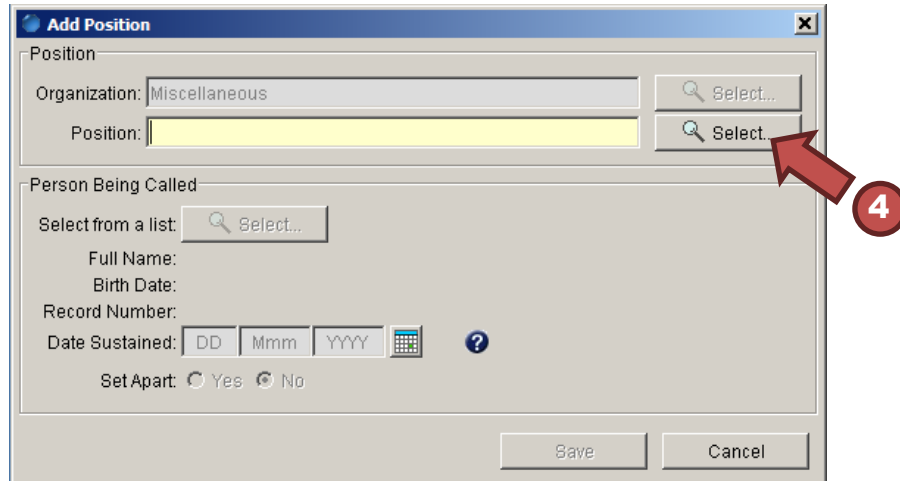 Add Position
Position
Organization: Miscellaneous Select...
Position: Select...
Person Being Called
Select from a list: Select...
Full Name:
Birth Date:
Record Number:
Date Sustained: DD Mmm YYYY ?
Set Apart: Yes No
Save Cancel
4